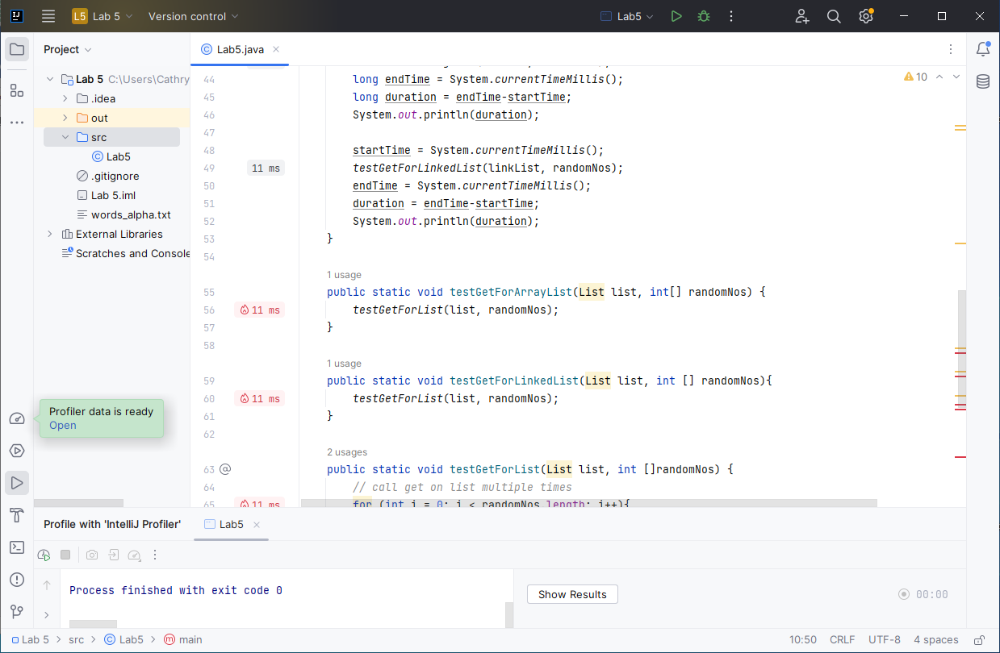 L5 Lab 5 Version control Lab5
Project
Lab5.java
Lab 5 C:\Users\Cathry
.idea
out
src
Lab5
.gitignore
Lab 5.iml
words_alpha.txt
External Libraries
Scratches and Console
10
44 long endTime = System.currentTimeMillis();
45 long duration = endTime-startTime;
46 System.out.println(duration);
47
48 startTime = System.currentTimeMillis();
49 11 ms testGetForLinkedList(linkList, randomNos);
50 endTime = System.currentTimeMillis();
51 duration = endTime-startTime;
52 System.out.println(duration);
53 }
54
1 usage
55 public static void testGetForArrayList(List list, int[] randomNos) {
56 11 ms testGetForList(list, randomNos);
57 }
58
1 usage
59 public static void testGetForLinkedList(List list, int [] randomNos){
60 11 ms testGetForList(list, randomNos);
61 }
62
2 usages
63 @ public static void testGetForList(List list, int []randomNos) {
64 // call get on list multiple times
65 11 ms for (int i = 0; i < randomNos.length; i++){
Profiler data is ready
Open
Profile with 'IntelliJ Profiler' Lab5
Process finished with exit code 0
Show Results
00:00
Lab 5 > src > Lab5 > main
10:50 CRLF UTF-8 4 spaces